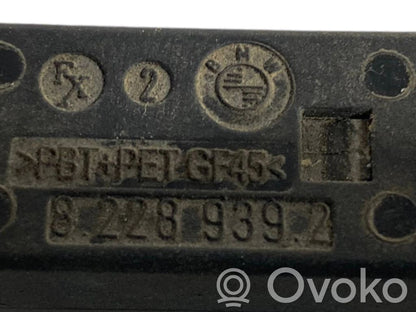 FX 2 BMW
>PBT+PET-GF45<
8 228 939.2
Ovoko